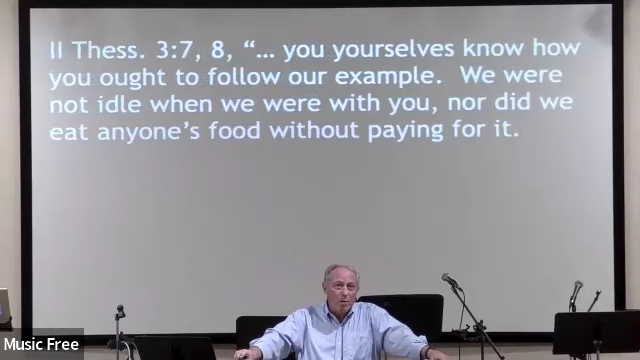 II Thess. 3:7, 8, “… you yourselves know how
you ought to follow our example.  We were
not idle when we were with you, nor did we
eat anyone’s food without paying for it.
Music Free